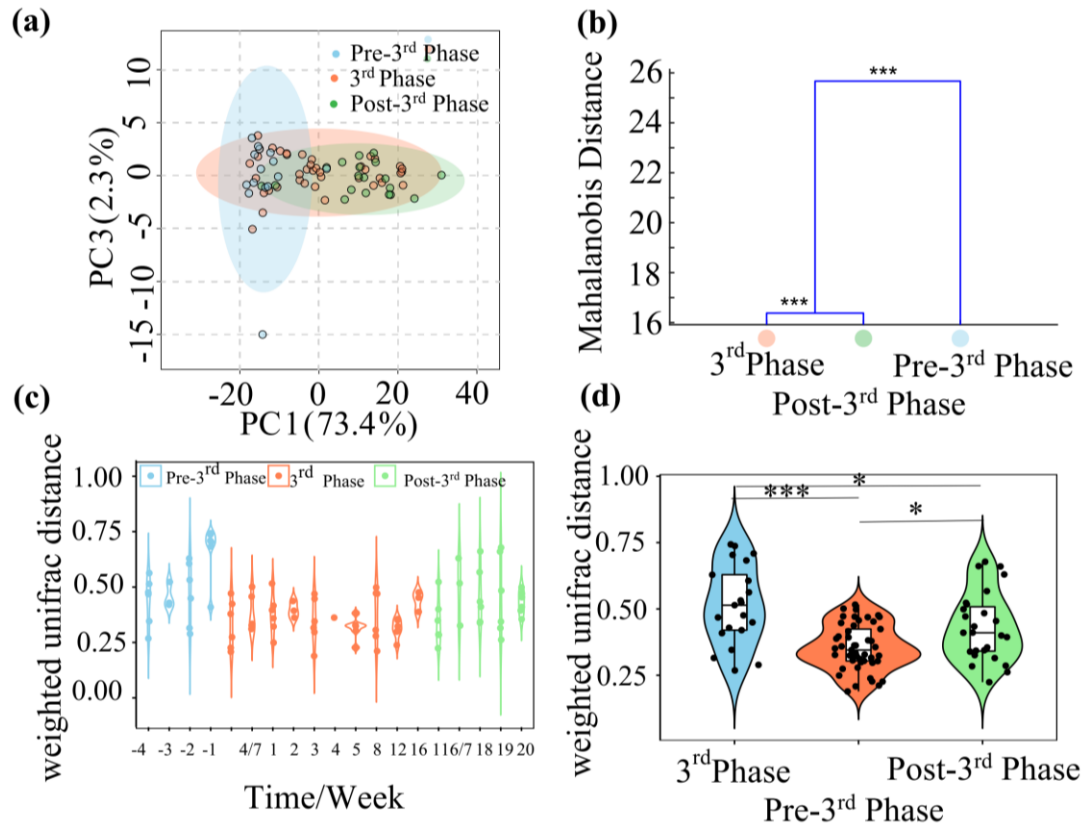 (a)
Pre-3rd Phase
3rd Phase
Post-3rd Phase
PC3(2.3%)
10
5
0
-5
-10
-15
-20 0 20 40
PC1(73.4%)
(b)
Mahalanobis Distance
26
24
22
20
18
16
***
***
3rd Phase
Pre-3rd Phase
Post-3rd Phase
(c)
weighted unifrac distance
1.00
0.75
0.50
0.25
0.00
Pre-3rd Phase 3rd Phase Post-3rd Phase
-4 -3 -2 -1 4/7 1 2 3 4 5 8 12 16 116/7 18 19 20
Time/Week
(d)
weighted unifrac distance
1.00
0.75
0.50
0.25
*
***
*
3rd Phase
Post-3rd Phase
Pre-3rd Phase